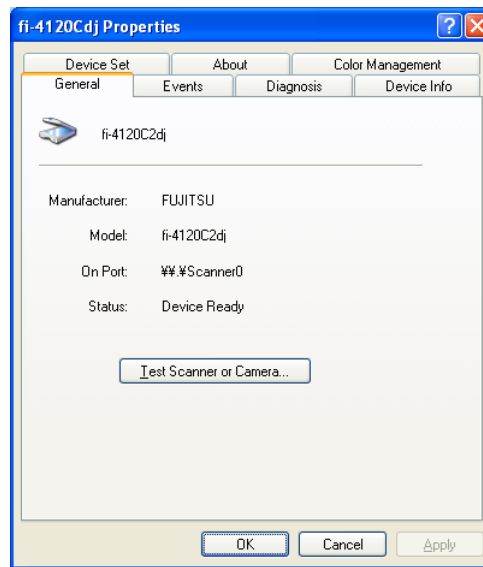 fi-4120Cdj Properties
Device Set About Color Management
General Events Diagnosis Device Info
fi-4120C2dj
Manufacturer: FUJITSU
Model: fi-4120C2dj
On Port: ¥¥.¥Scanner0
Status: Device Ready
Test Scanner or Camera...
OK Cancel Apply